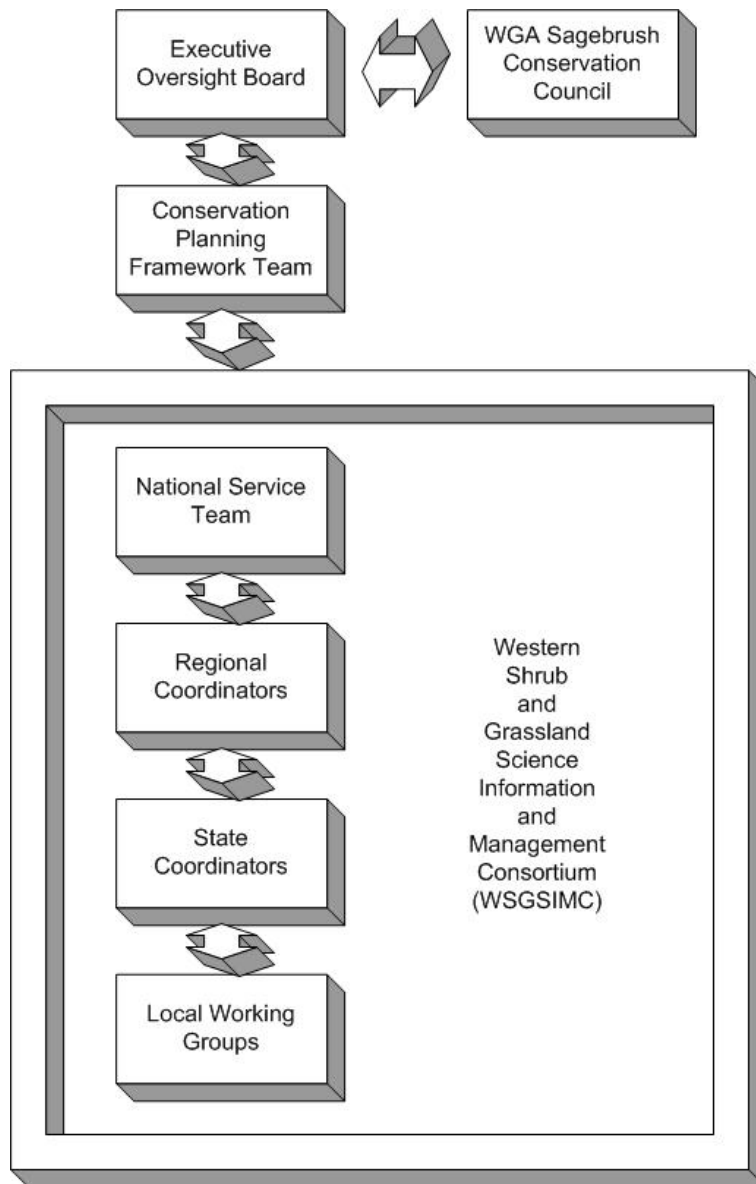 Executive
Oversight Board
WGA Sagebrush
Conservation
Council
Conservation
Planning
Framework Team
National Service
Team
Regional
Coordinators
State
Coordinators
Local Working
Groups
Western
Shrub
and
Grassland
Science
Information
and
Management
Consortium
(WSGSIMC)